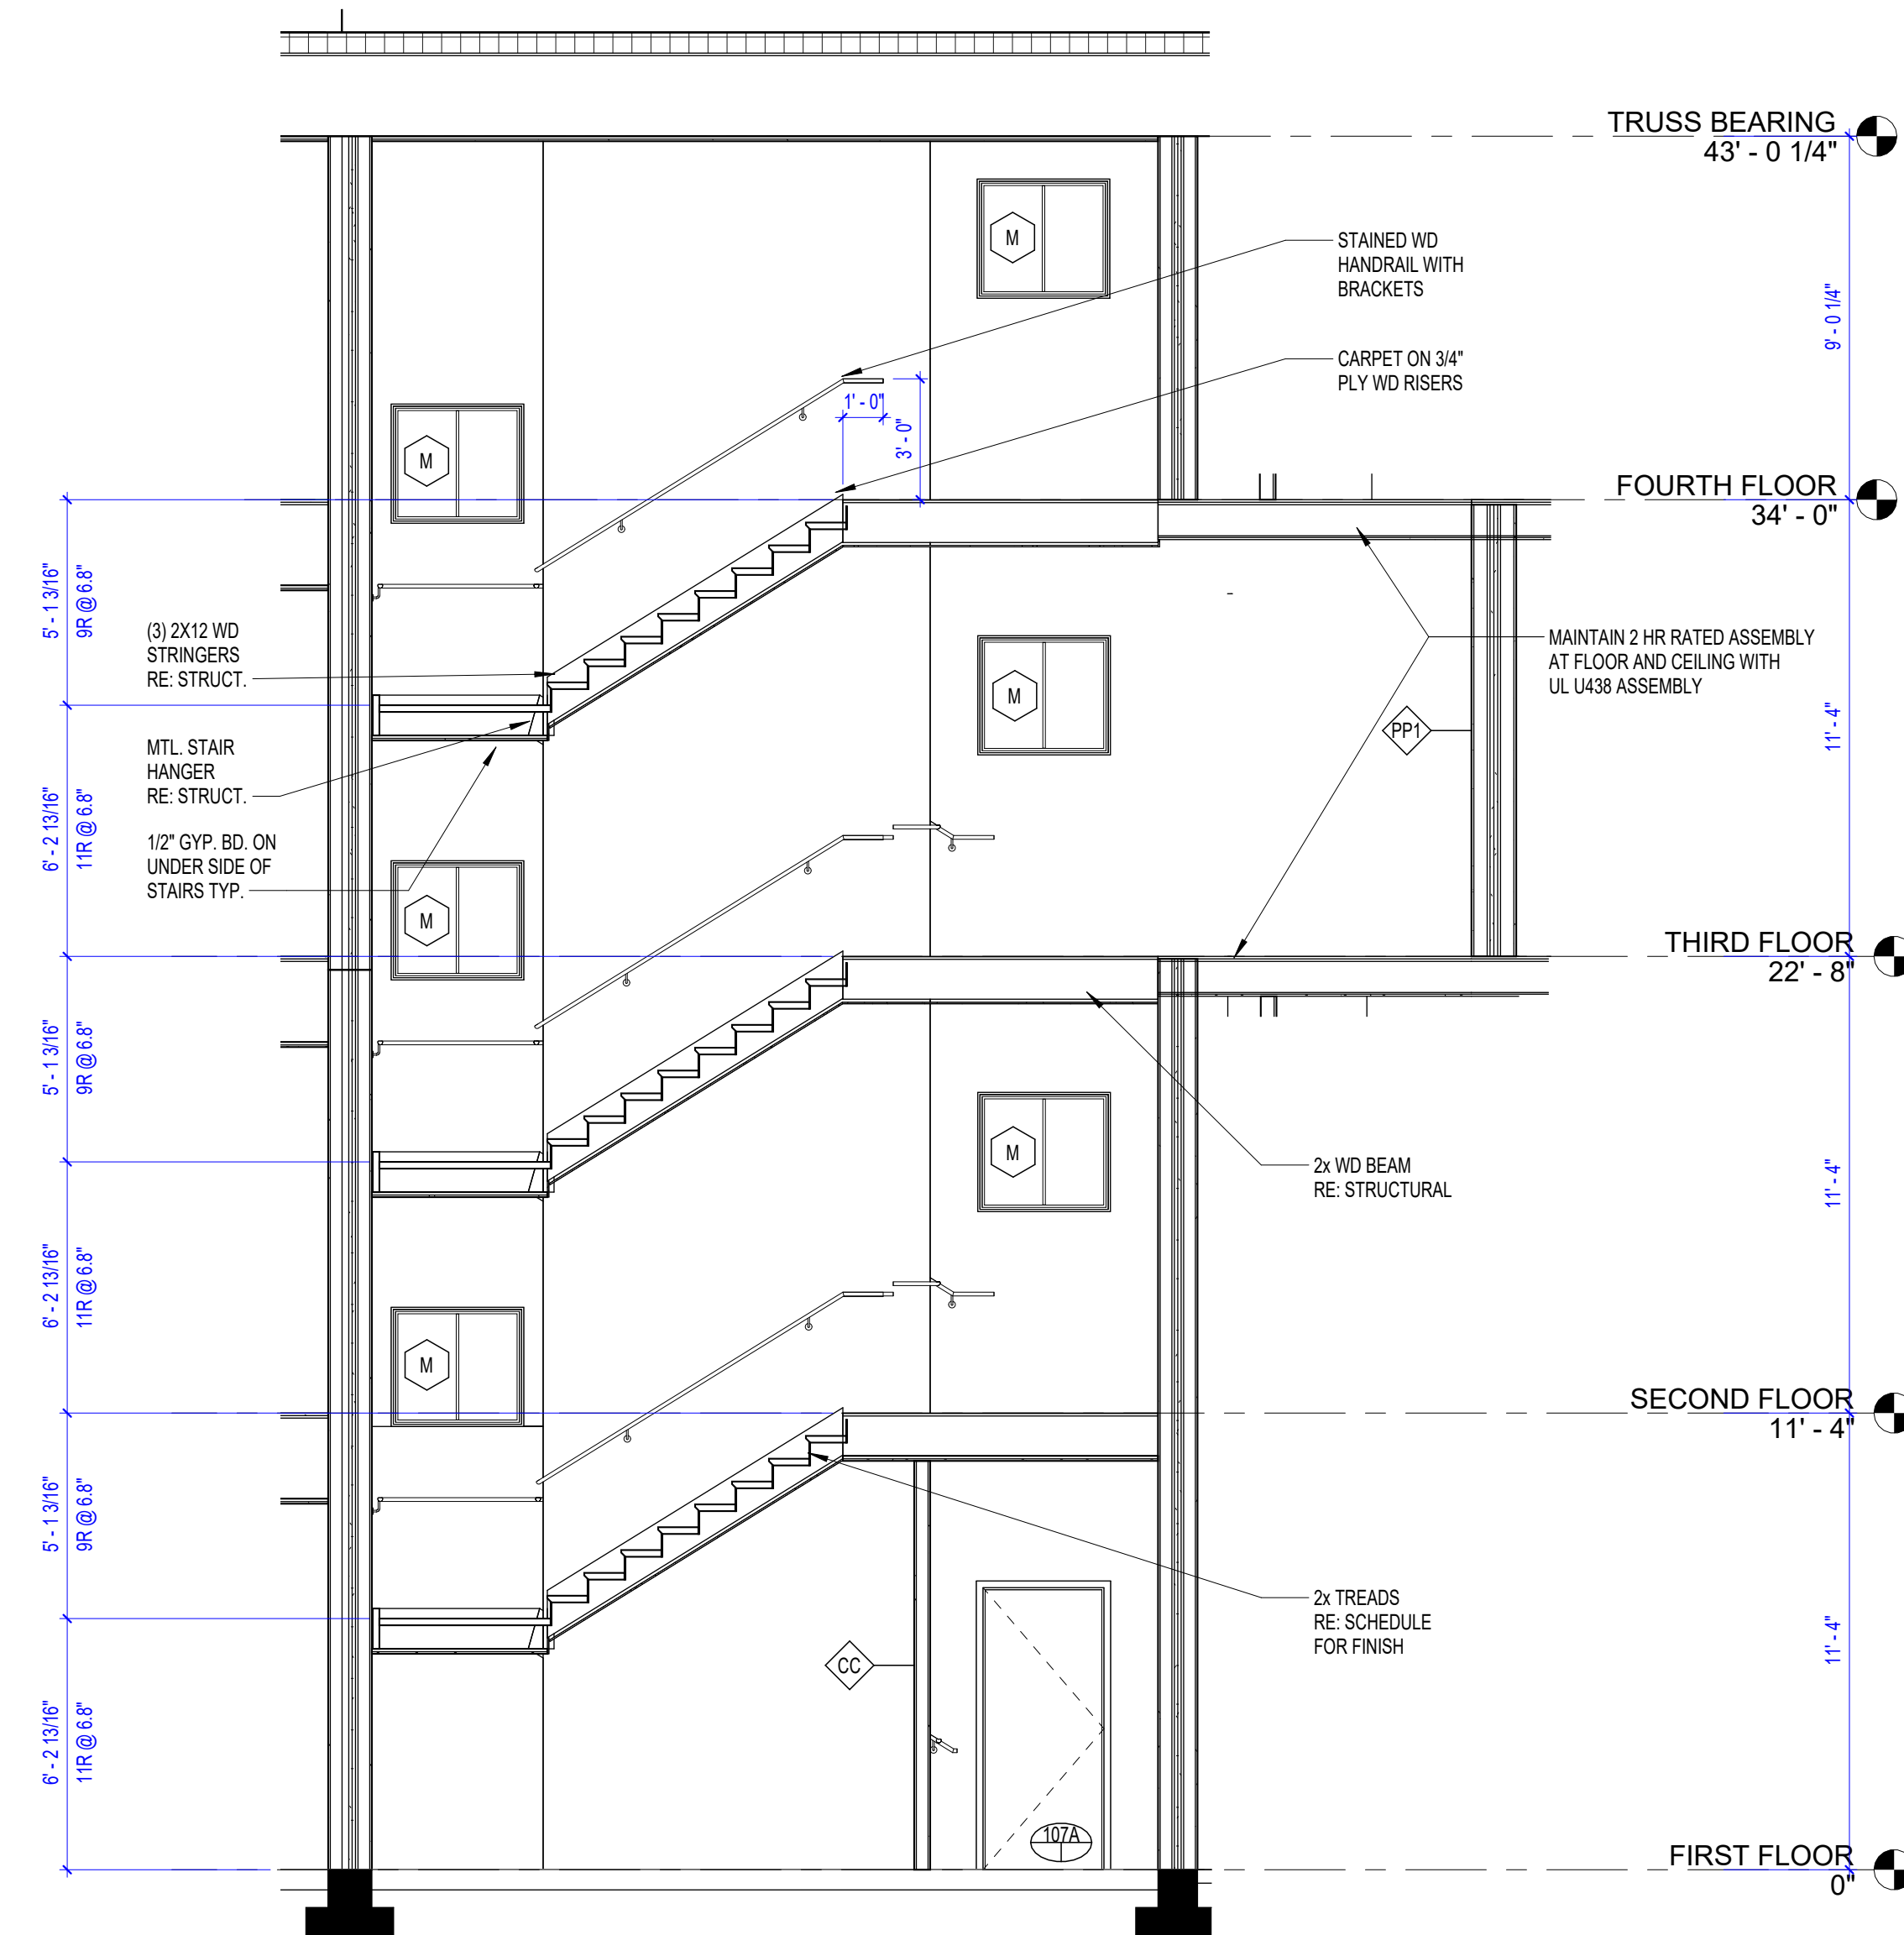 TRUSS BEARING
43' - 0 1/4"
M
STAINED WD
HANDRAIL WITH
BRACKETS
9' - 0 1/4"
CARPET ON 3/4"
PLY WD RISERS
1' - 0"
3' - 0"
M
FOURTH FLOOR
34' - 0"
5' - 1 3/16"
9R @ 6.8"
(3) 2X12 WD
STRINGERS
RE: STRUCT.
MAINTAIN 2 HR RATED ASSEMBLY
AT FLOOR AND CEILING WITH
UL U438 ASSEMBLY
M
PP1
11' - 4"
MTL. STAIR
HANGER
RE: STRUCT.
6' - 2 13/16"
11R @ 6.8"
1/2" GYP. BD. ON
UNDER SIDE OF
STAIRS TYP.
M
THIRD FLOOR
22' - 8"
5' - 1 3/16"
9R @ 6.8"
M
2x WD BEAM
RE: STRUCTURAL
11' - 4"
6' - 2 13/16"
11R @ 6.8"
M
SECOND FLOOR
11' - 4"
5' - 1 3/16"
9R @ 6.8"
2x TREADS
RE: SCHEDULE
FOR FINISH
11' - 4"
CC
6' - 2 13/16"
11R @ 6.8"
107A
FIRST FLOOR
0"